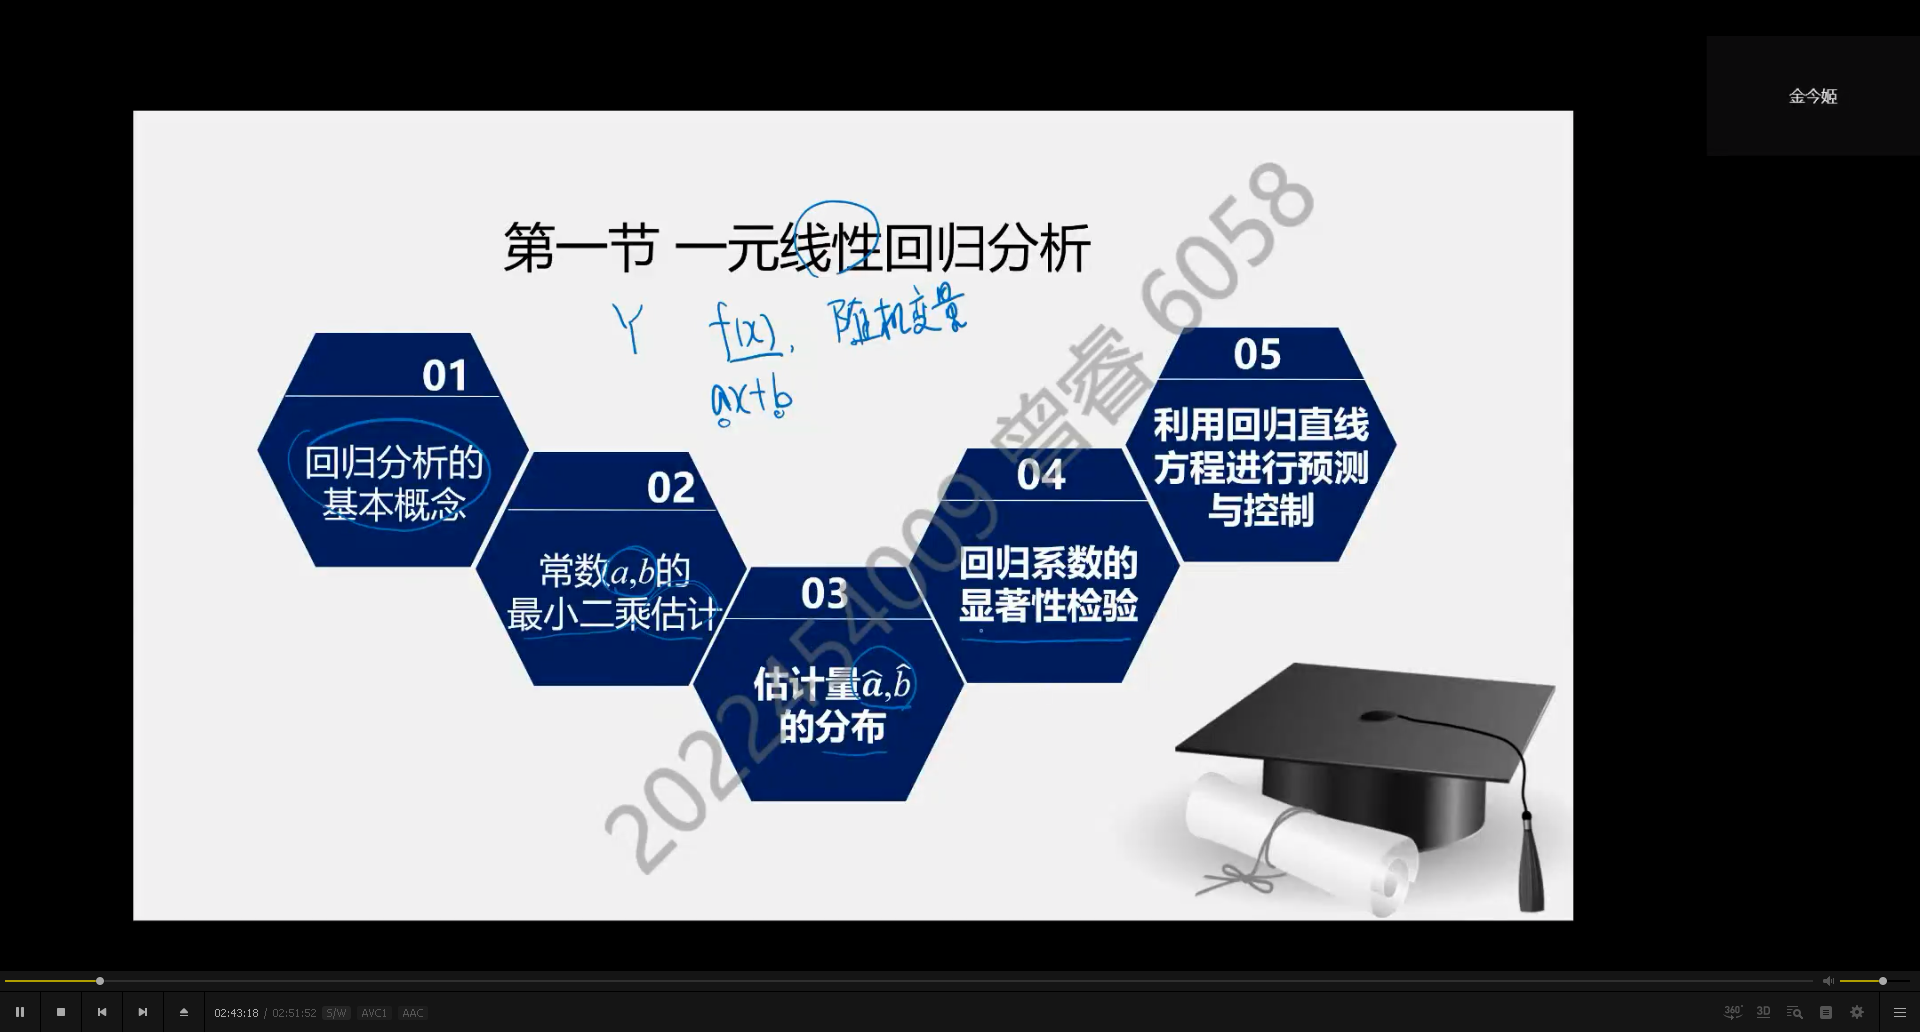 金今姬
第一节 一元线性回归分析
Y f(x), 随机变量
ax+b
01
回归分析的
基本概念
02
常数a,b的
最小二乘估计
03
估计量â,b̂
的分布
04
回归系数的
显著性检验
05
利用回归直线
方程进行预测
与控制
2022454009 曾睿 6058
02:43:18 / 02:51:52 S/W AVC1 AAC
360° 3D